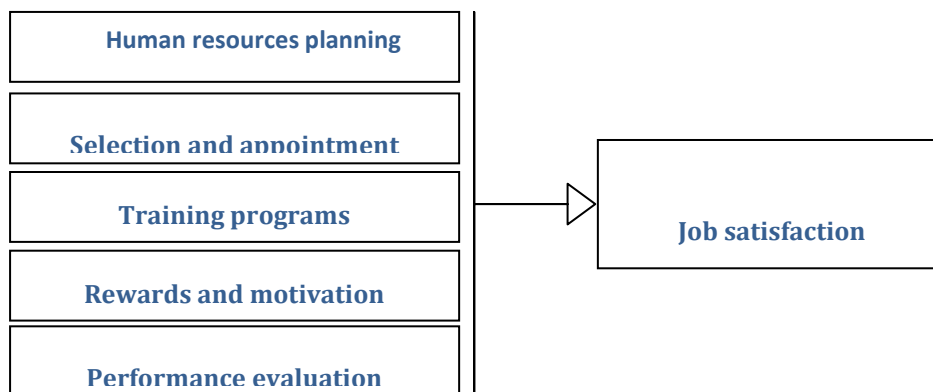 Human resources planning
Selection and appointment
Training programs
Rewards and motivation
Performance evaluation
Job satisfaction